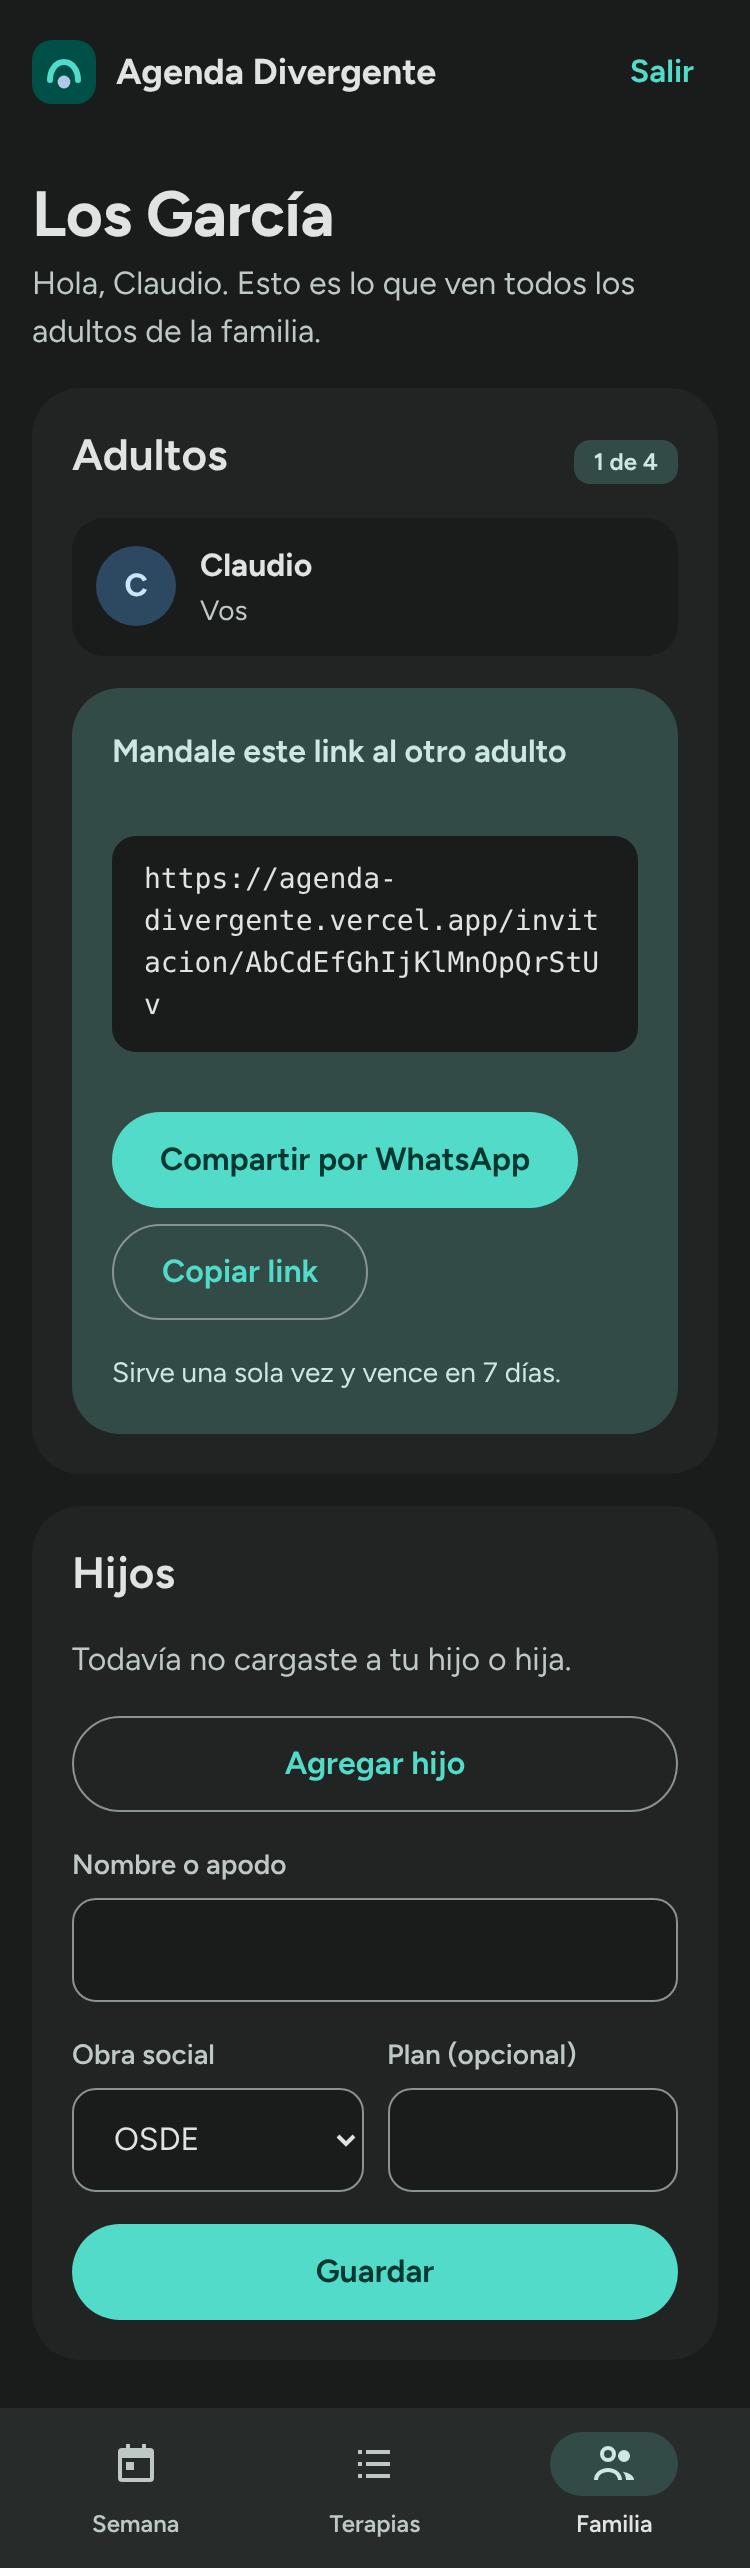 Agenda Divergente
Salir
Los García
Hola, Claudio. Esto es lo que ven todos los
adultos de la familia.
Adultos
1 de 4
C
Claudio
Vos
Mandale este link al otro adulto
https://agenda-
divergente.vercel.app/invit
acion/AbCdEfGhIjKlMnOpQrStU
v
Compartir por WhatsApp
Copiar link
Sirve una sola vez y vence en 7 días.
Hijos
Todavía no cargaste a tu hijo o hija.
Agregar hijo
Nombre o apodo
Obra social
Plan (opcional)
OSDE
Guardar
Semana
Terapias
Familia